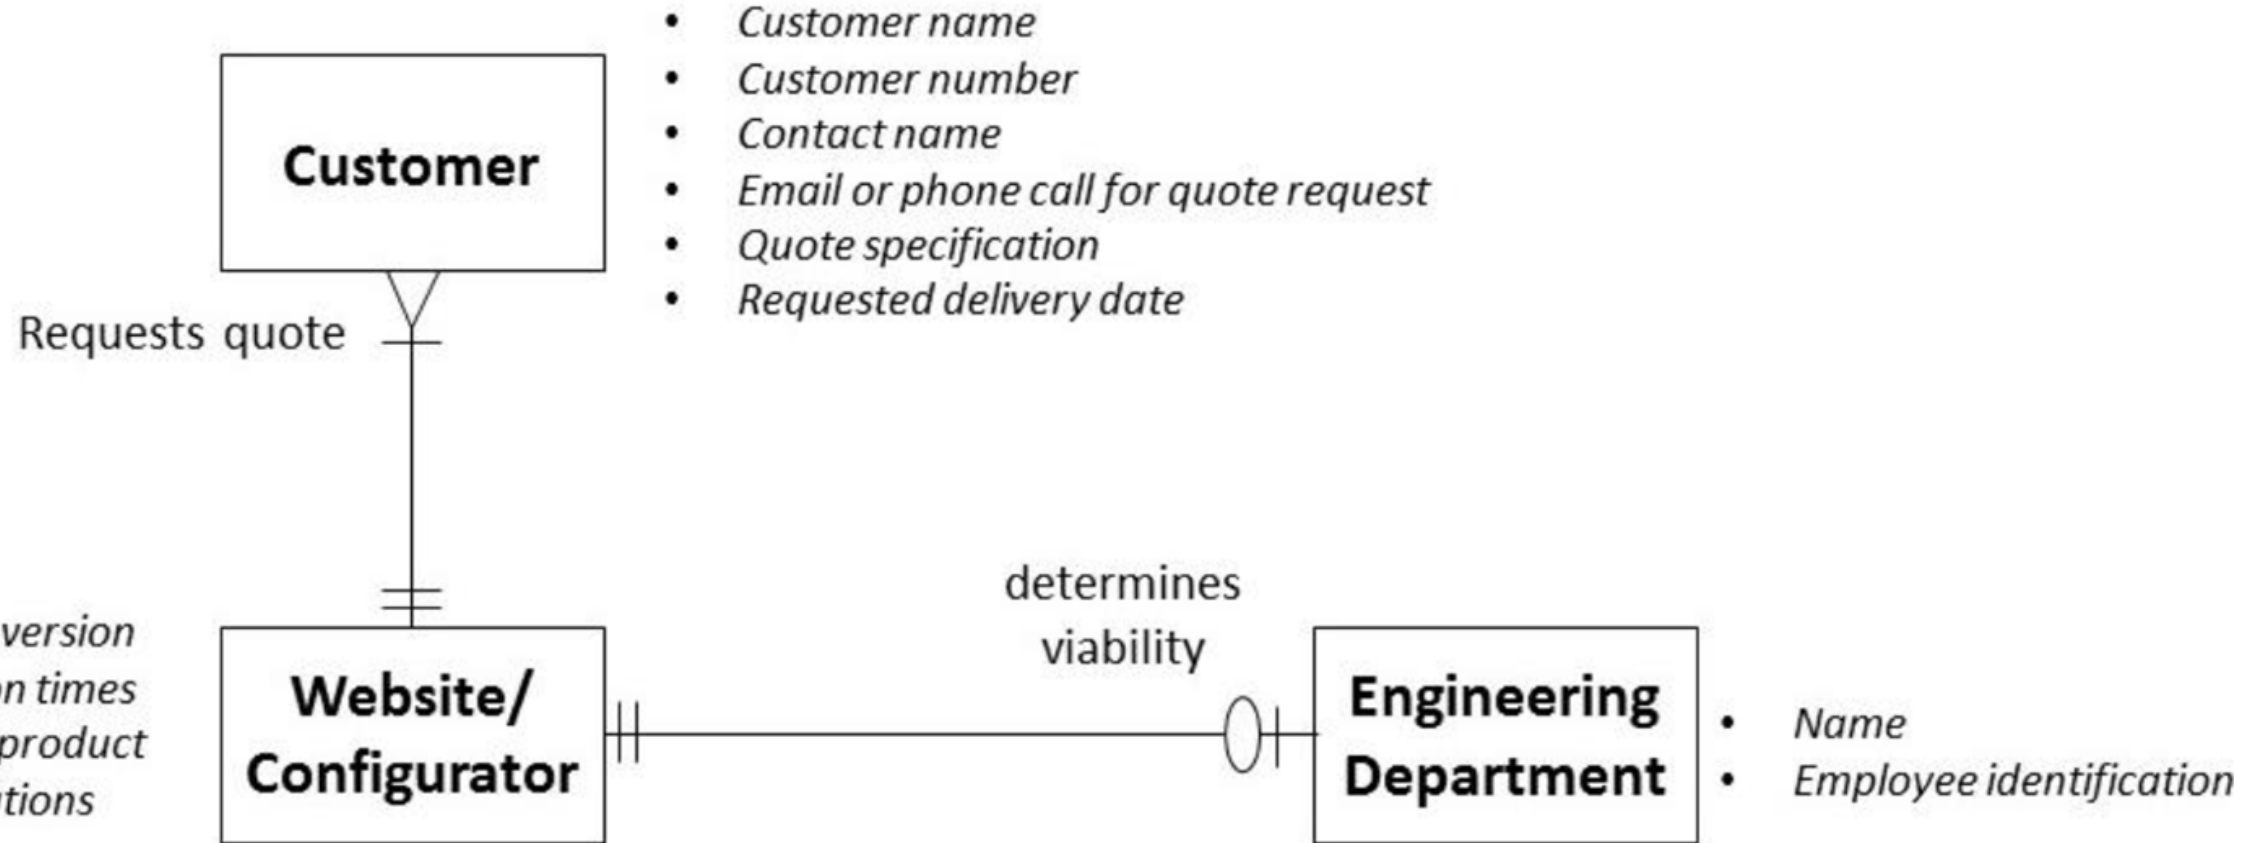 Customer
Customer name
Customer number
Contact name
Email or phone call for quote request
Quote specification
Requested delivery date
Requests quote
version
times
product
Website/
Configurator
determines
viability
Engineering
Department
Name
Employee identification